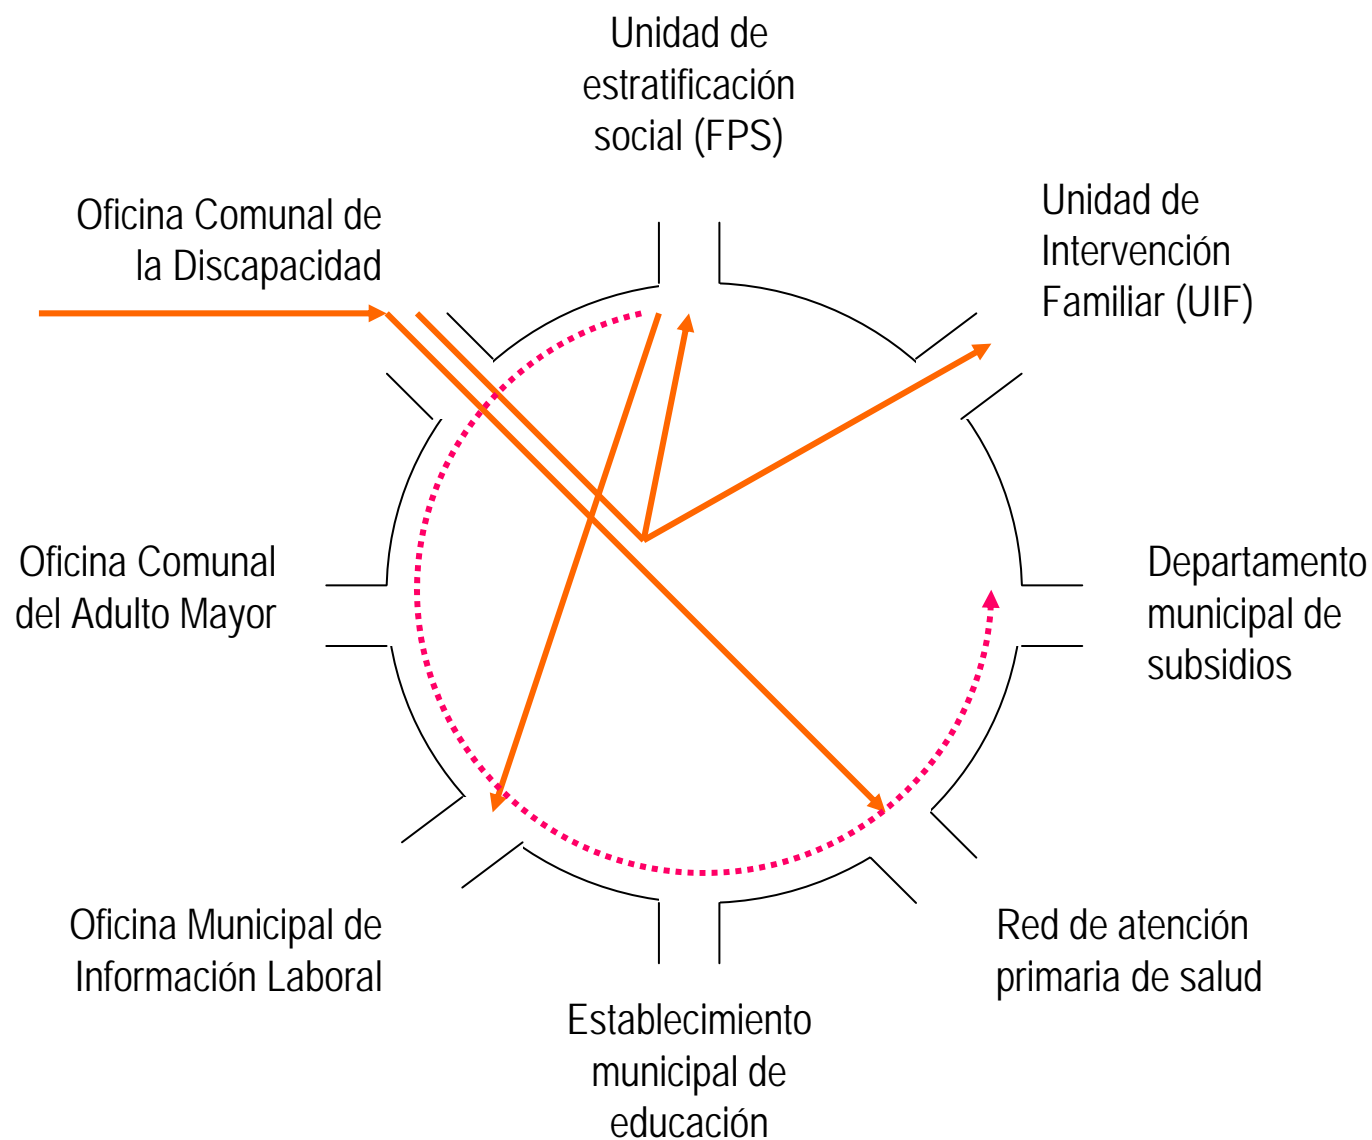 Unidad de
estratificación
social (FPS)
Oficina Comunal de
la Discapacidad
Unidad de
Intervención
Familiar (UIF)
Oficina Comunal
del Adulto Mayor
Departamento
municipal de
subsidios
Oficina Municipal de
Información Laboral
Red de atención
primaria de salud
Establecimiento
municipal de
educación